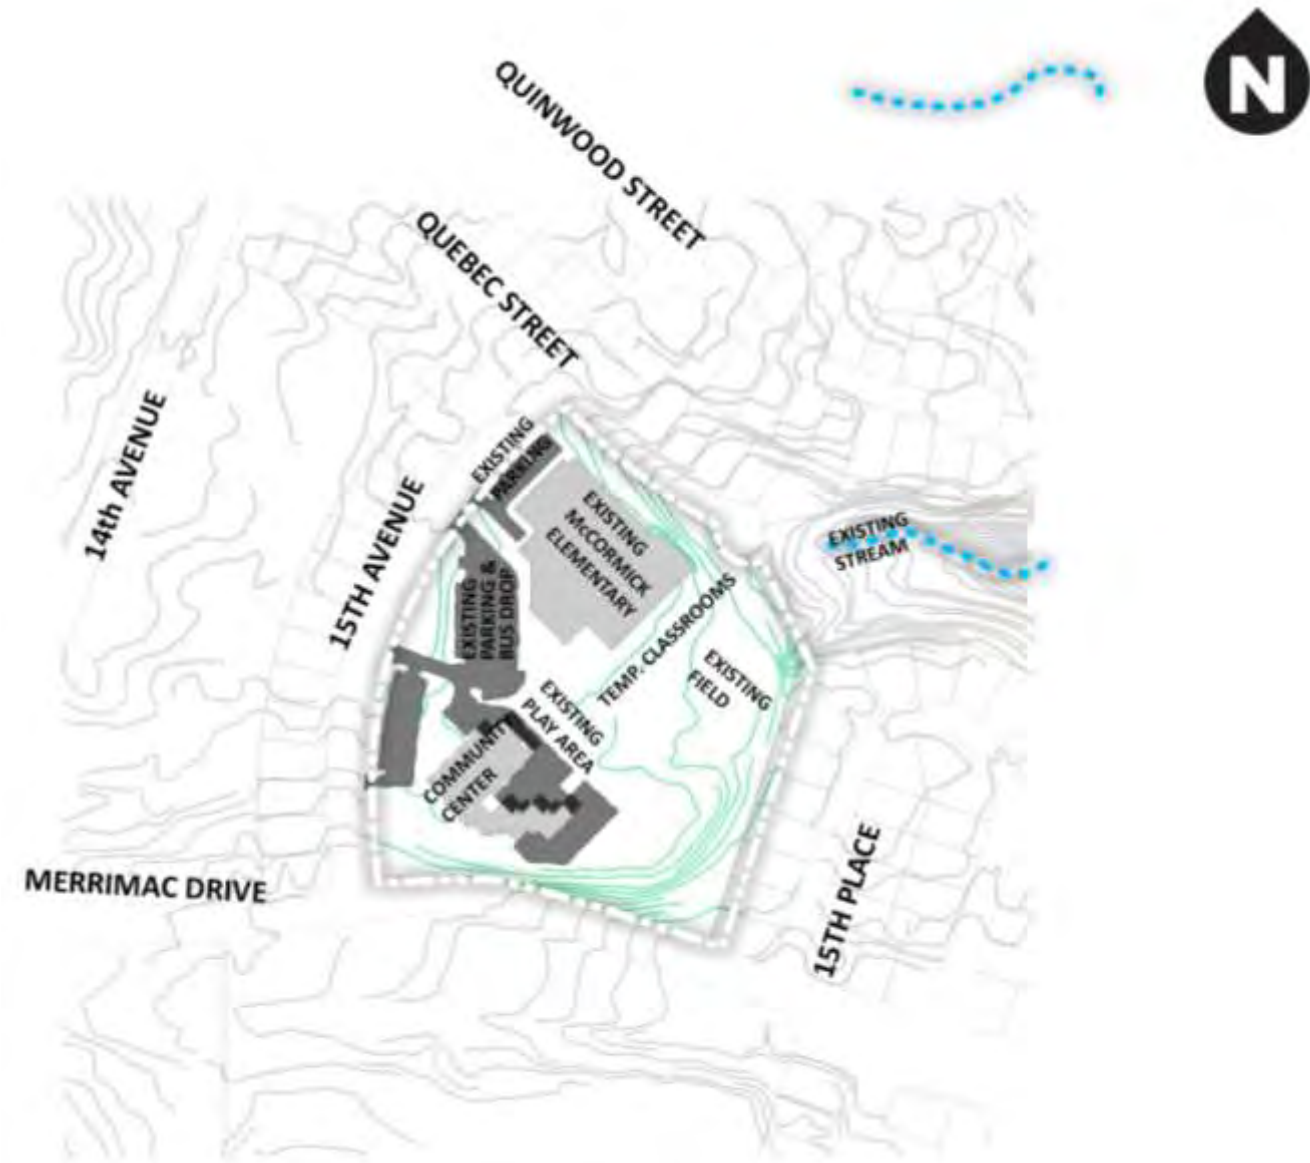 N
QUINWOOD STREET
QUEBEC STREET
14th AVENUE
15TH AVENUE
EXISTING
PARKING
EXISTING
McCORMICK
ELEMENTARY
EXISTING
STREAM
EXISTING
PARKING &
BUS DROP
TEMP. CLASSROOMS
EXISTING
FIELD
EXISTING
PLAY AREA
COMMUNITY
CENTER
MERRIMAC DRIVE
15TH PLACE